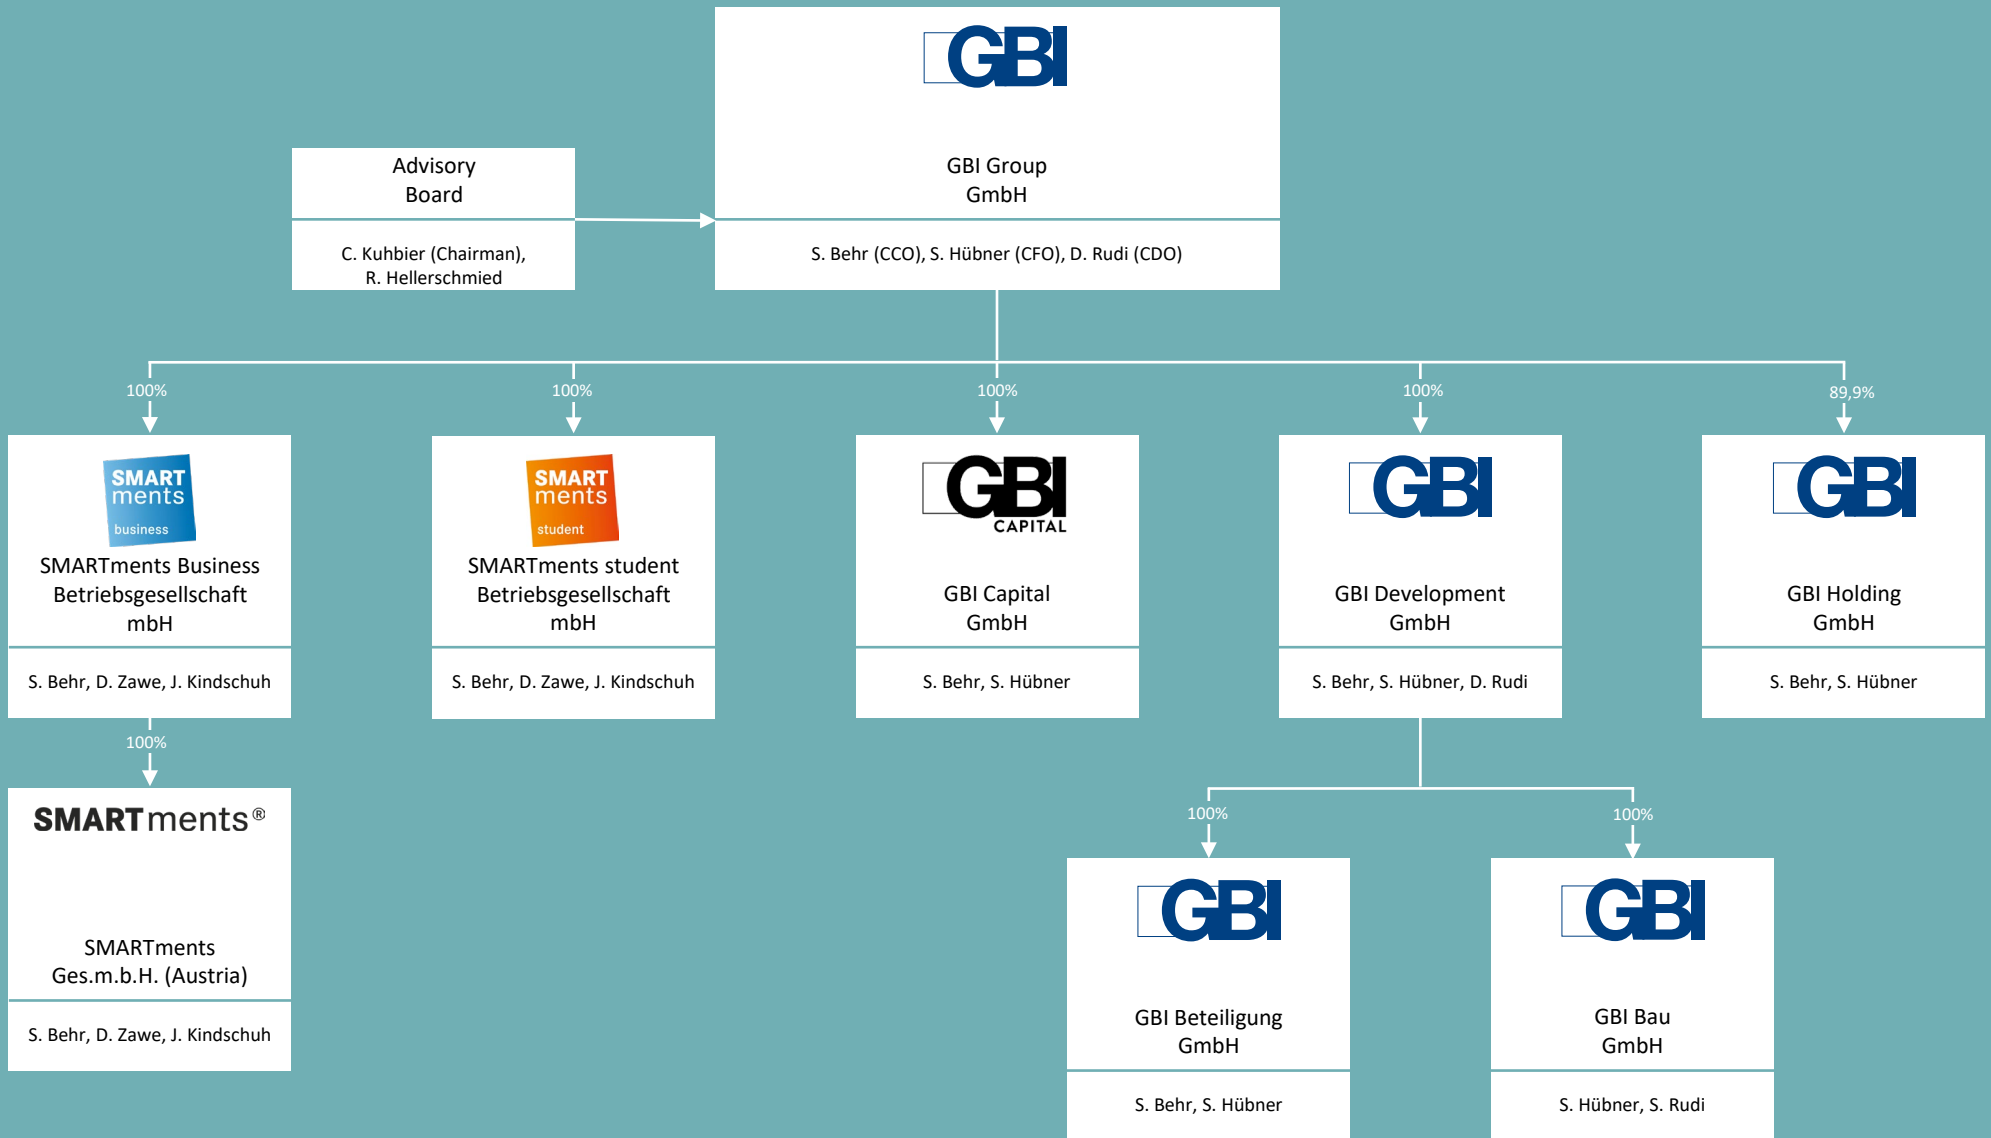 GBI
Advisory
Board
C. Kuhbier (Chairman),
R. Hellerschmied
GBI Group
GmbH
S. Behr (CCO), S. Hübner (CFO), D. Rudi (CDO)
100%
100%
100%
100%
89,9%
SMART
ments
business
SMARTments Business
Betriebsgesellschaft
mbH
S. Behr, D. Zawe, J. Kindschuh
SMART
ments
student
SMARTments student
Betriebsgesellschaft
mbH
S. Behr, D. Zawe, J. Kindschuh
GBI
CAPITAL
GBI Capital
GmbH
S. Behr, S. Hübner
GBI
GBI Development
GmbH
S. Behr, S. Hübner, D. Rudi
GBI
GBI Holding
GmbH
S. Behr, S. Hübner
100%
SMARTments®
SMARTments
Ges.m.b.H. (Austria)
S. Behr, D. Zawe, J. Kindschuh
100%
100%
GBI
GBI Beteiligung
GmbH
S. Behr, S. Hübner
GBI
GBI Bau
GmbH
S. Hübner, S. Rudi